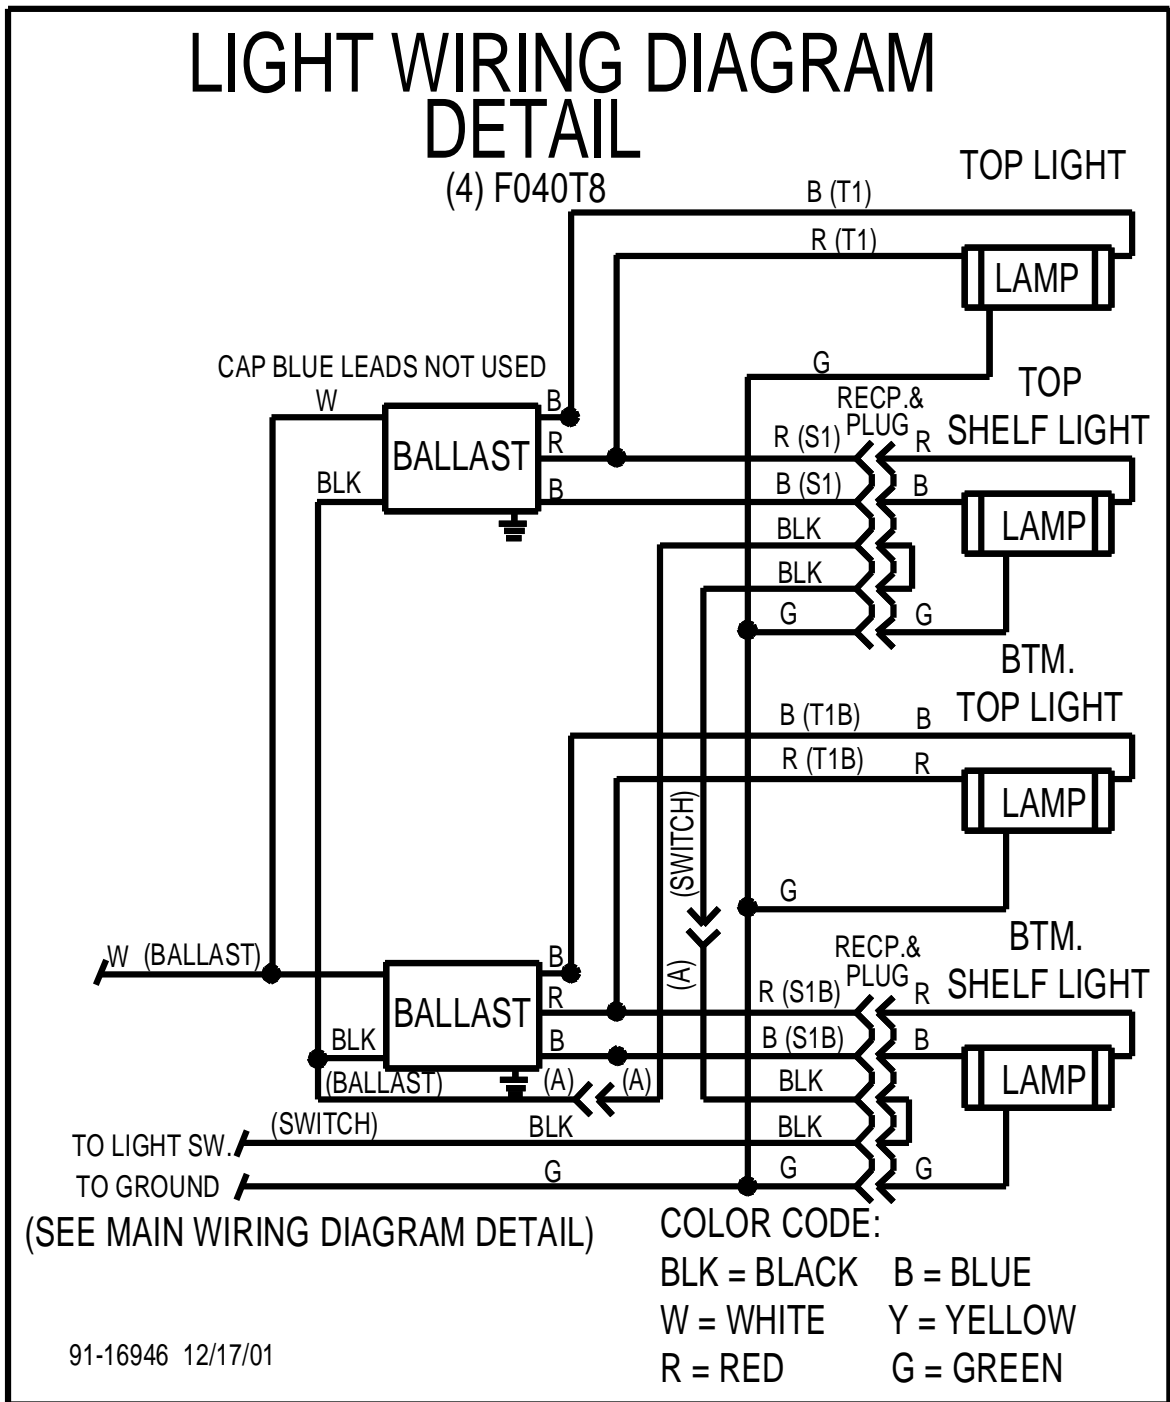 LIGHT WIRING DIAGRAM
DETAIL
(4) F040T8
TOP LIGHT
B (T1)
R (T1)
LAMP
G
CAP BLUE LEADS NOT USED
W
BALLAST
B
R
B
BLK
RECP.&
PLUG
TOP
SHELF LIGHT
R (S1)
R
B (S1)
B
LAMP
BLK
BLK
G
G
BTM.
TOP LIGHT
B (T1B)
B
R (T1B)
R
LAMP
(SWITCH)
G
W (BALLAST)
BALLAST
B
R
B
BLK
(BALLAST)
(A)
(A)
(A)
RECP.&
PLUG
BTM.
SHELF LIGHT
R (S1B)
R
B (S1B)
B
LAMP
BLK
(SWITCH)
TO LIGHT SW.
BLK
BLK
TO GROUND
G
G
G
(SEE MAIN WIRING DIAGRAM DETAIL)
COLOR CODE:
BLK = BLACK B = BLUE
W = WHITE Y = YELLOW
R = RED G = GREEN
91-16946 12/17/01